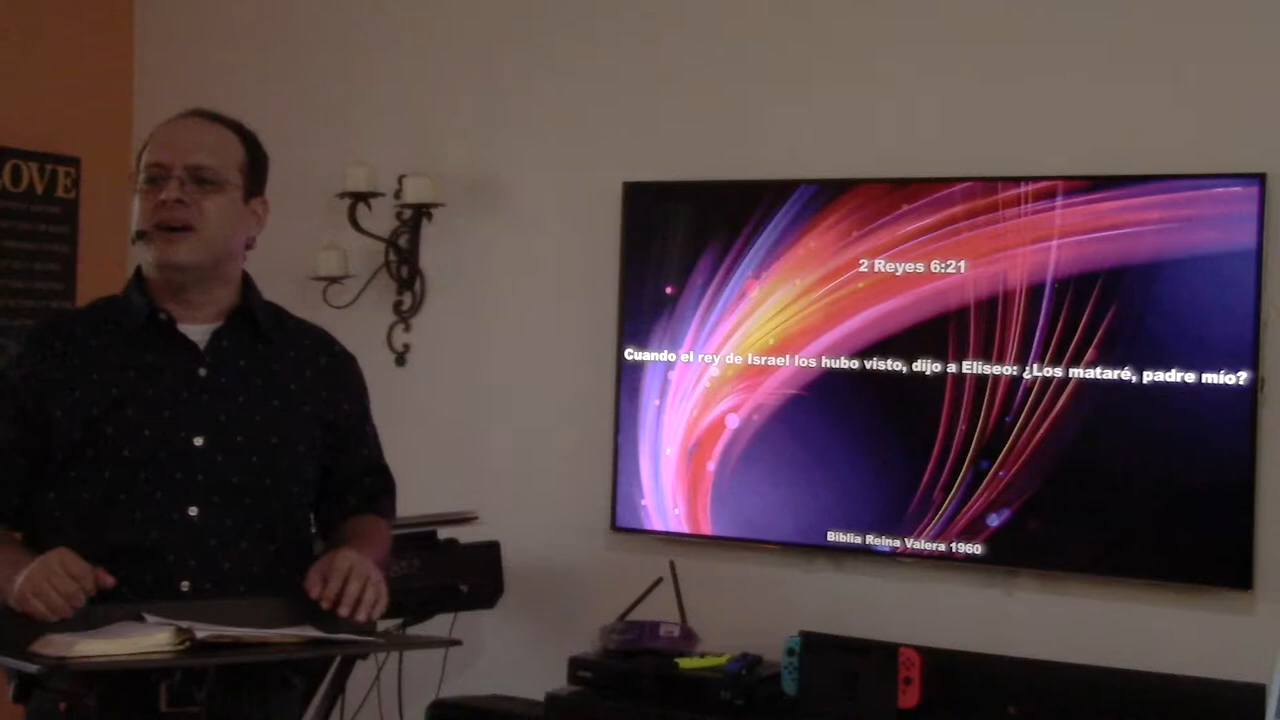 LOVE
2 Reyes 6:21
Cuando el rey de Israel los hubo visto, dijo a Eliseo: ¿Los mataré, padre mío?
Biblia Reina Valera 1960